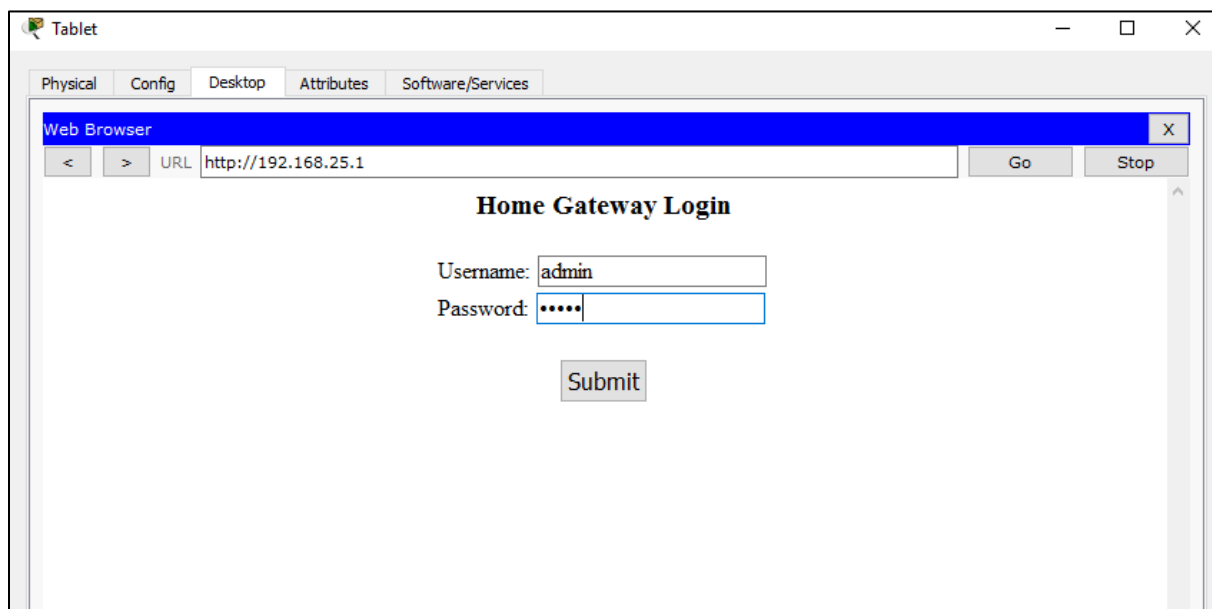 Tablet
Physical Config Desktop Attributes Software/Services
Web Browser X
< > URL http://192.168.25.1 Go Stop
Home Gateway Login
Username: admin
Password: •••••
Submit